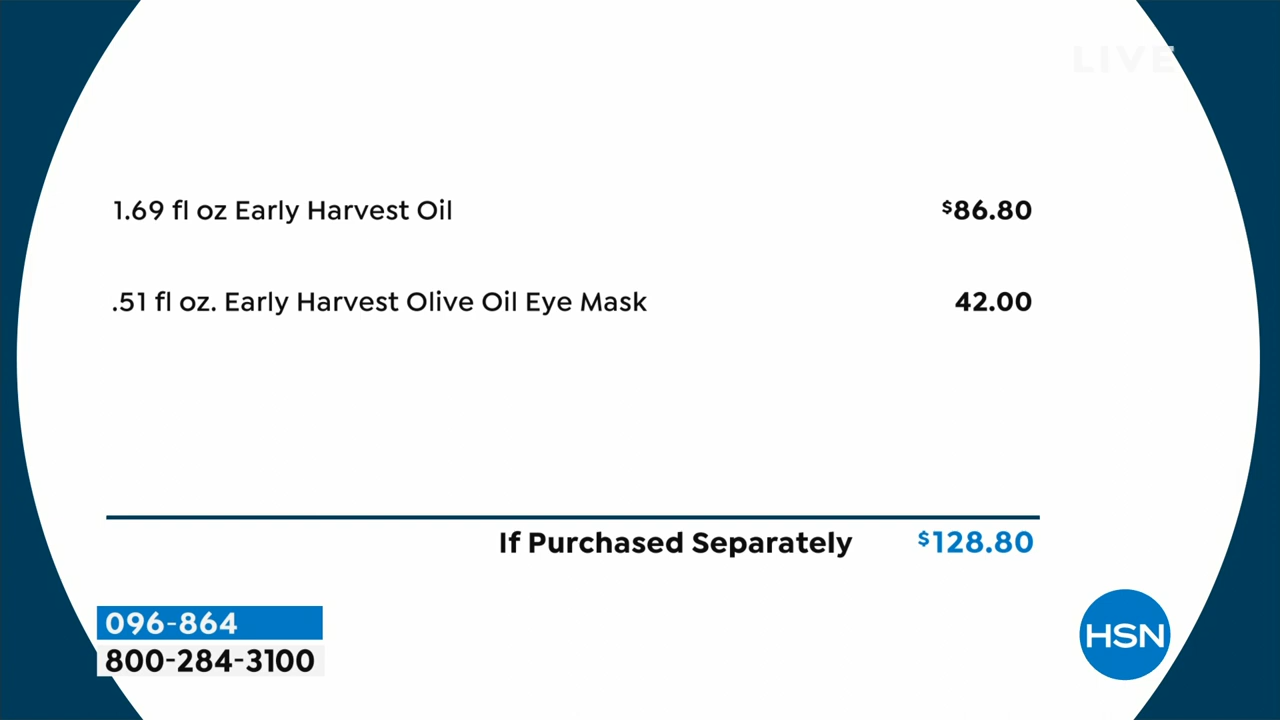 LIVE
1.69 fl oz Early Harvest Oil $86.80
.51 fl oz. Early Harvest Olive Oil Eye Mask 42.00
If Purchased Separately $128.80
096-864
800-284-3100
HSN